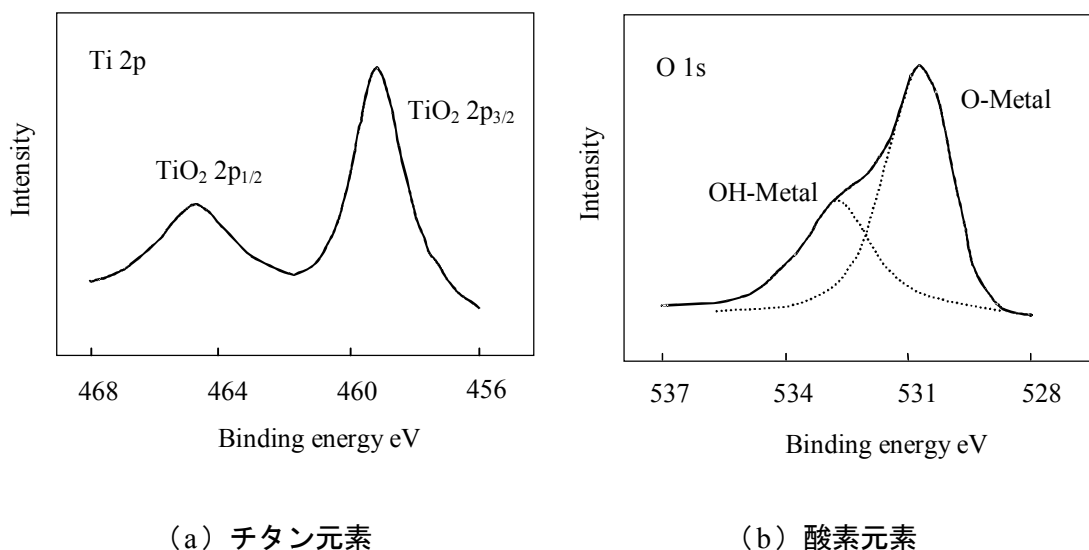 Ti 2p
TiO₂ 2p₃/₂
TiO₂ 2p₁/₂
Intensity
468 464 460 456
Binding energy eV
（a）チタン元素
O 1s
O-Metal
OH-Metal
Intensity
537 534 531 528
Binding energy eV
（b）酸素元素